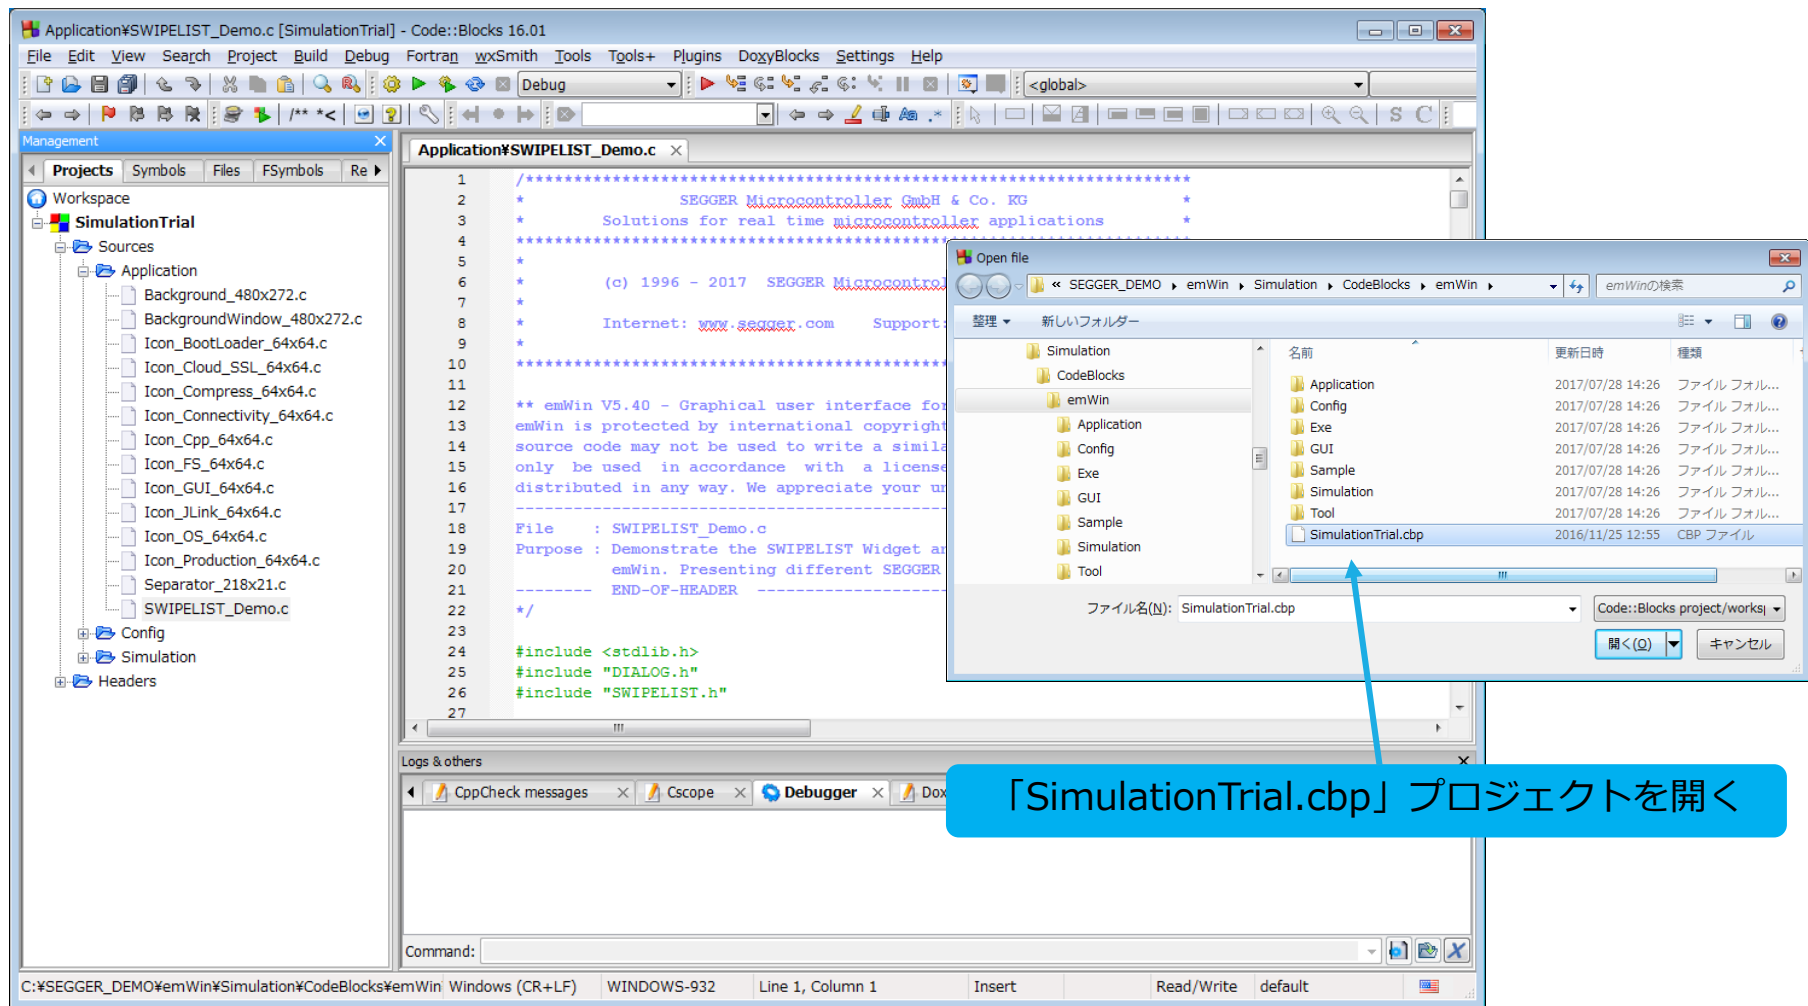 Application¥SWIPELIST_Demo.c [SimulationTrial] - Code::Blocks 16.01
File Edit View Search Project Build Debug Fortran wxSmith Tools Tools+ Plugins DoxyBlocks Settings Help
Debug
<global>
/** *<
S C
Management
Projects Symbols Files FSymbols Re
Workspace
SimulationTrial
Sources
Application
Background_480x272.c
BackgroundWindow_480x272.c
Icon_BootLoader_64x64.c
Icon_Cloud_SSL_64x64.c
Icon_Compress_64x64.c
Icon_Connectivity_64x64.c
Icon_Cpp_64x64.c
Icon_FS_64x64.c
Icon_GUI_64x64.c
Icon_JLink_64x64.c
Icon_OS_64x64.c
Icon_Production_64x64.c
Separator_218x21.c
SWIPELIST_Demo.c
Config
Simulation
Headers
Application¥SWIPELIST_Demo.c
1 /*********************************************************************
2 * SEGGER Microcontroller GmbH & Co. KG *
3 * Solutions for real time microcontroller applications *
4 **********************************************************************
5 *
6 * (c) 1996 - 2017 SEGGER Microcontrol
7 *
8 * Internet: www.segger.com Support:
9 *
10 **********************************************************************
11
12 ** emWin V5.40 - Graphical user interface for
13 emWin is protected by international copyright
14 source code may not be used to write a simila
15 only be used in accordance with a license
16 distributed in any way. We appreciate your un
17 ----------------------------------------------------------------------
18 File : SWIPELIST_Demo.c
19 Purpose : Demonstrate the SWIPELIST Widget an
20 emWin. Presenting different SEGGER
21 -------- END-OF-HEADER ----------------------
22 */
23
24 #include <stdlib.h>
25 #include "DIALOG.h"
26 #include "SWIPELIST.h"
27
Open file
« SEGGER_DEMO emWin Simulation CodeBlocks emWin
emWinの検索
整理 新しいフォルダー
Simulation
CodeBlocks
emWin
Application
Config
Exe
GUI
Sample
Simulation
Tool
名前 更新日時 種類
Application 2017/07/28 14:26 ファイル フォル...
Config 2017/07/28 14:26 ファイル フォル...
Exe 2017/07/28 14:26 ファイル フォル...
GUI 2017/07/28 14:26 ファイル フォル...
Sample 2017/07/28 14:26 ファイル フォル...
Simulation 2017/07/28 14:26 ファイル フォル...
Tool 2017/07/28 14:26 ファイル フォル...
SimulationTrial.cbp 2016/11/25 12:55 CBP ファイル
ファイル名(N): SimulationTrial.cbp
Code::Blocks project/works
開く(O) キャンセル
「SimulationTrial.cbp」プロジェクトを開く
Logs & others
CppCheck messages Cscope Debugger Dox
Command:
C:¥SEGGER_DEMO¥emWin¥Simulation¥CodeBlocks¥emWin Windows (CR+LF) WINDOWS-932 Line 1, Column 1 Insert Read/Write default